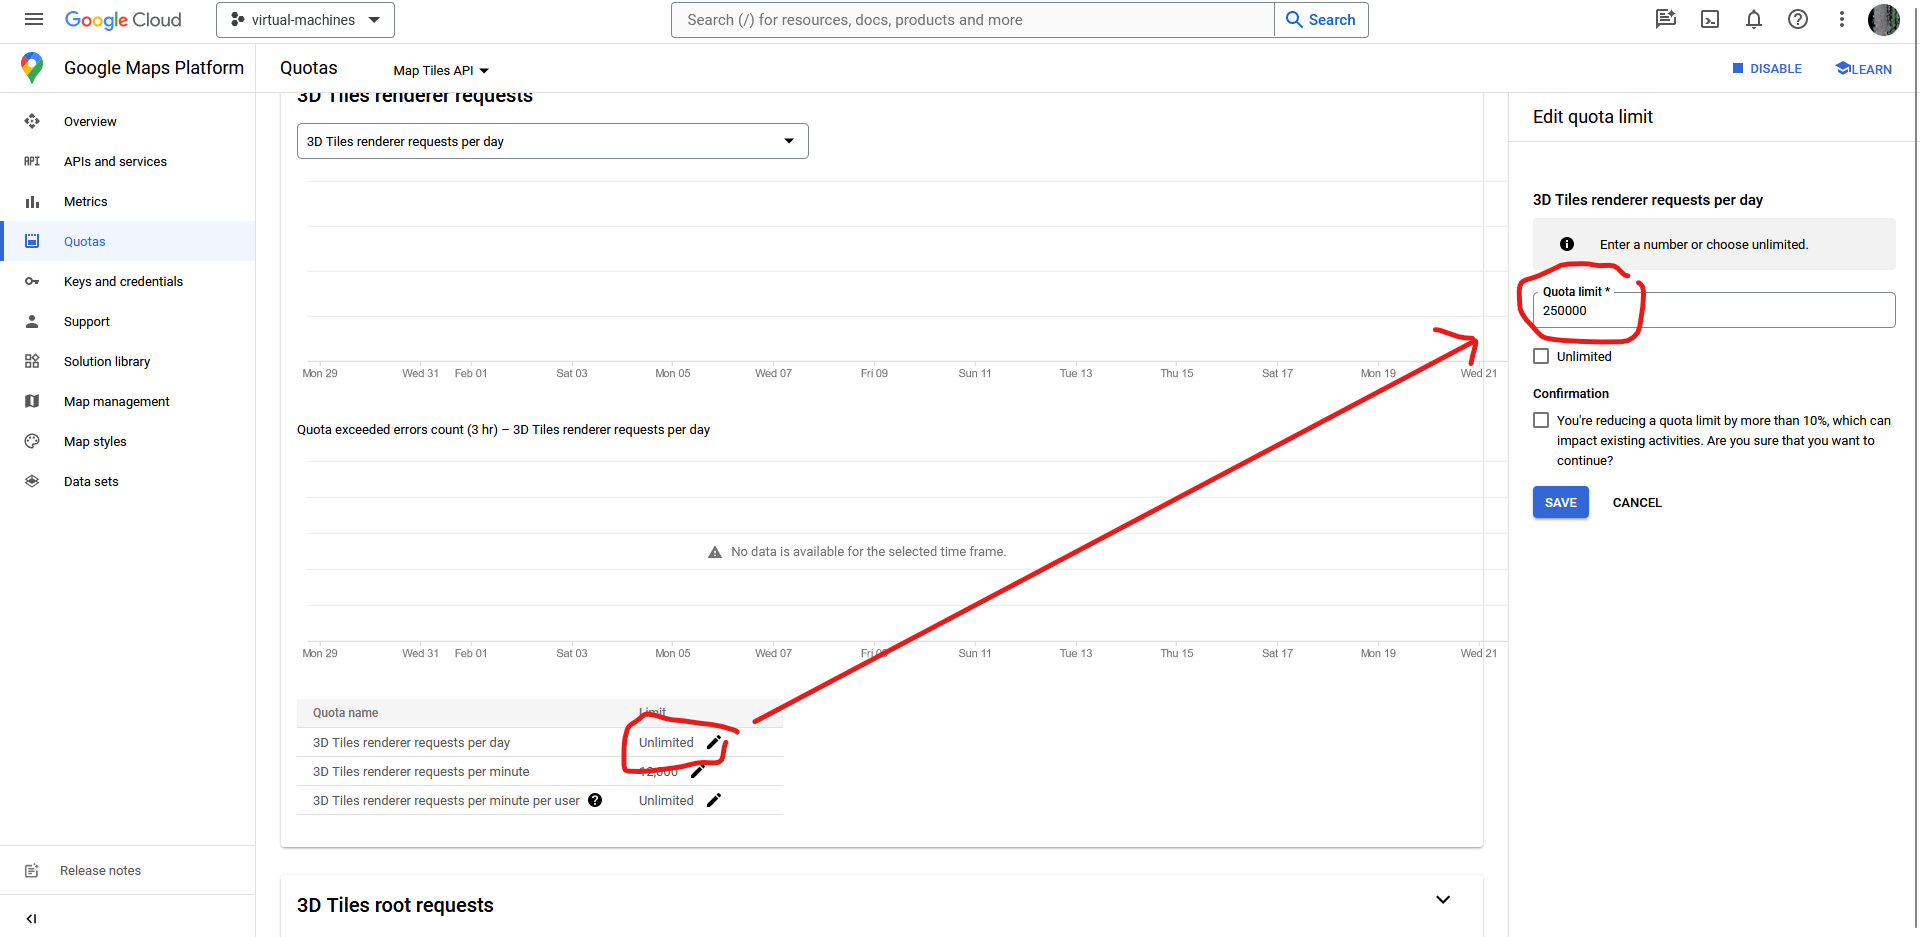 Google Cloud
virtual-machines
Search (/) for resources, docs, products and more
Search
Google Maps Platform
Quotas
Map Tiles API
DISABLE
LEARN
Overview
API APIs and services
Metrics
Quotas
Keys and credentials
Support
Solution library
Map management
Map styles
Data sets
Release notes
3D Tiles renderer requests
3D Tiles renderer requests per day
Mon 29 Wed 31 Feb 01 Sat 03 Mon 05 Wed 07 Fri 09 Sun 11 Tue 13 Thu 15 Sat 17 Mon 19 Wed 21
Quota exceeded errors count (3 hr) – 3D Tiles renderer requests per day
No data is available for the selected time frame.
Mon 29 Wed 31 Feb 01 Sat 03 Mon 05 Wed 07 Fri 09 Sun 11 Tue 13 Thu 15 Sat 17 Mon 19 Wed 21
Quota name Limit
3D Tiles renderer requests per day Unlimited
3D Tiles renderer requests per minute 12,000
3D Tiles renderer requests per minute per user Unlimited
3D Tiles root requests
Edit quota limit
3D Tiles renderer requests per day
Enter a number or choose unlimited.
Quota limit *
250000
Unlimited
Confirmation
You're reducing a quota limit by more than 10%, which can
impact existing activities. Are you sure that you want to
continue?
SAVE CANCEL